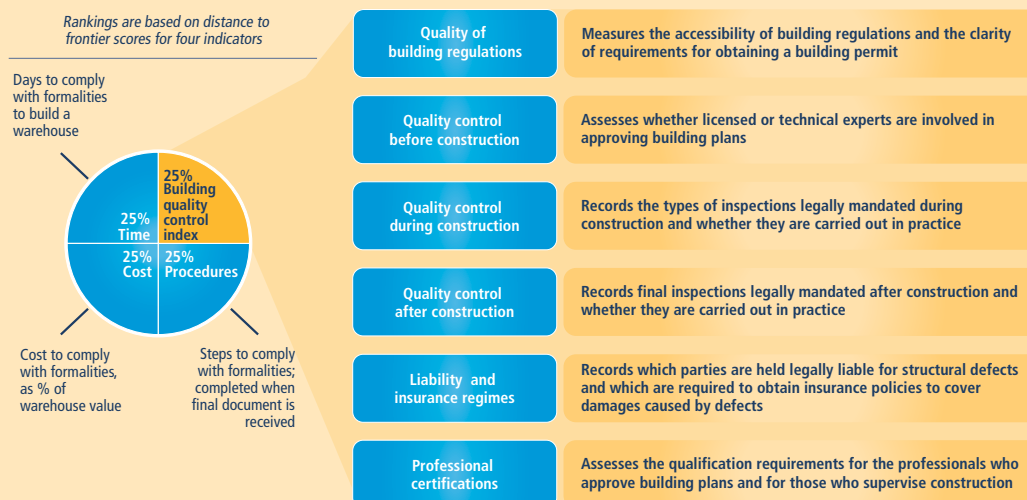 Rankings are based on distance to
frontier scores for four indicators
Days to comply
with formalities
to build a
warehouse
25%
Time
25%
Building
quality
control
index
25%
Cost
25%
Procedures
Cost to comply
with formalities,
as % of
warehouse value
Steps to comply
with formalities;
completed when
final document is
received
Quality of
building regulations
Measures the accessibility of building regulations and the clarity
of requirements for obtaining a building permit
Quality control
before construction
Assesses whether licensed or technical experts are involved in
approving building plans
Quality control
during construction
Records the types of inspections legally mandated during
construction and whether they are carried out in practice
Quality control
after construction
Records final inspections legally mandated after construction and
whether they are carried out in practice
Liability and
insurance regimes
Records which parties are held legally liable for structural defects
and which are required to obtain insurance policies to cover
damages caused by defects
Professional
certifications
Assesses the qualification requirements for the professionals who
approve building plans and for those who supervise construction